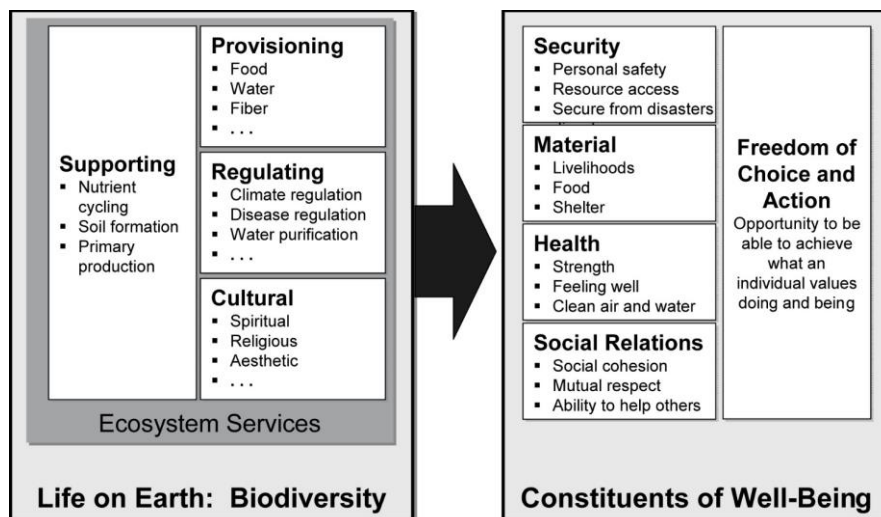 Supporting
▪ Nutrient
cycling
▪ Soil formation
▪ Primary
production
Provisioning
▪ Food
▪ Water
▪ Fiber
▪ . . .
Regulating
▪ Climate regulation
▪ Disease regulation
▪ Water purification
▪ . . .
Cultural
▪ Spiritual
▪ Religious
▪ Aesthetic
▪ . . .
Ecosystem Services
Life on Earth: Biodiversity
Security
▪ Personal safety
▪ Resource access
▪ Secure from disasters
Material
▪ Livelihoods
▪ Food
▪ Shelter
Health
▪ Strength
▪ Feeling well
▪ Clean air and water
Social Relations
▪ Social cohesion
▪ Mutual respect
▪ Ability to help others
Freedom of
Choice and
Action
Opportunity to be
able to achieve
what an
individual values
doing and being
Constituents of Well-Being